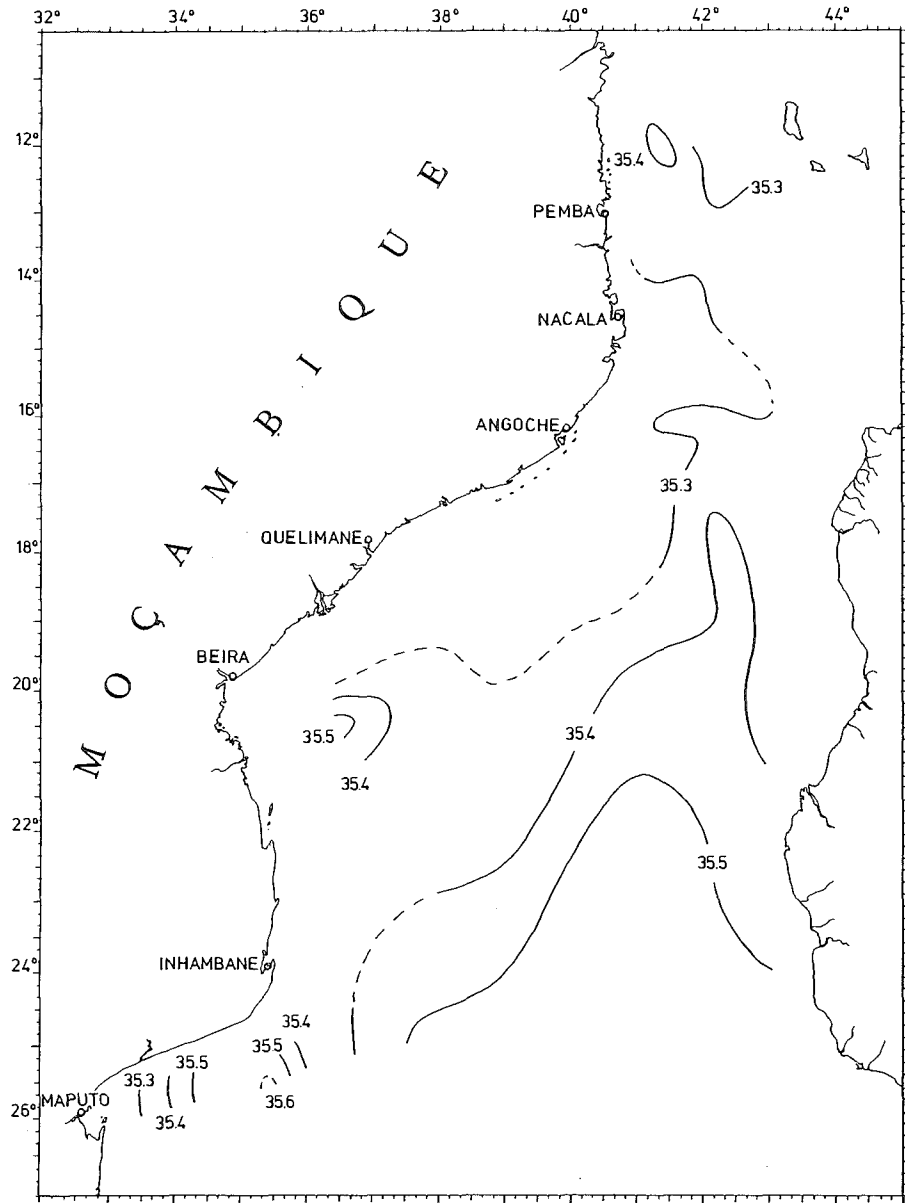 32° 34° 36° 38° 40° 42° 44°
12°
35.4
35.3
PEMBA
14°
NACALA
16°
ANGOCHE
35.3
QUELIMANE
18°
MOÇAMBIQUE
BEIRA
20°
35.5
35.4
35.4
22°
35.5
INHAMBANE
24°
35.4
35.5
35.5
35.3
35.6
MAPUTO
26°
35.4